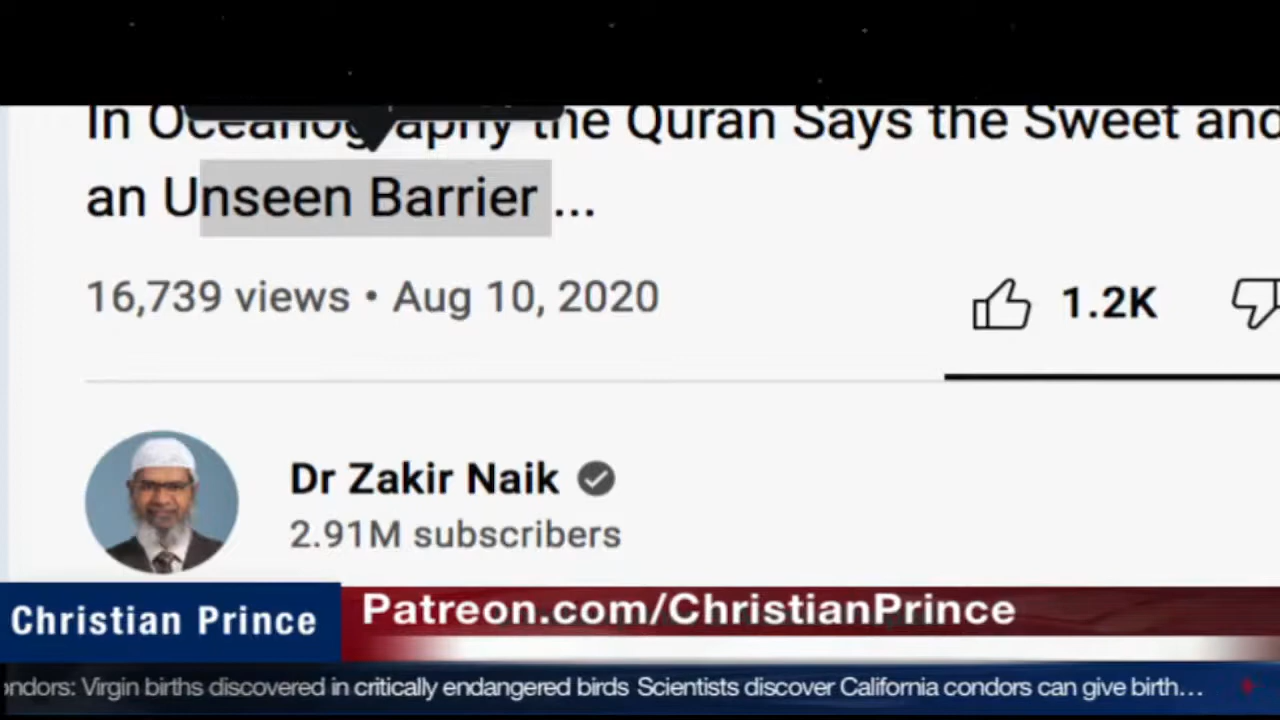 In Oceanography the Quran Says the Sweet and
an Unseen Barrier ...
16,739 views • Aug 10, 2020
1.2K
Dr Zakir Naik
2.91M subscribers
Christian Prince
Patreon.com/ChristianPrince
ondors: Virgin births discovered in critically endangered birds Scientists discover California condors can give birth...